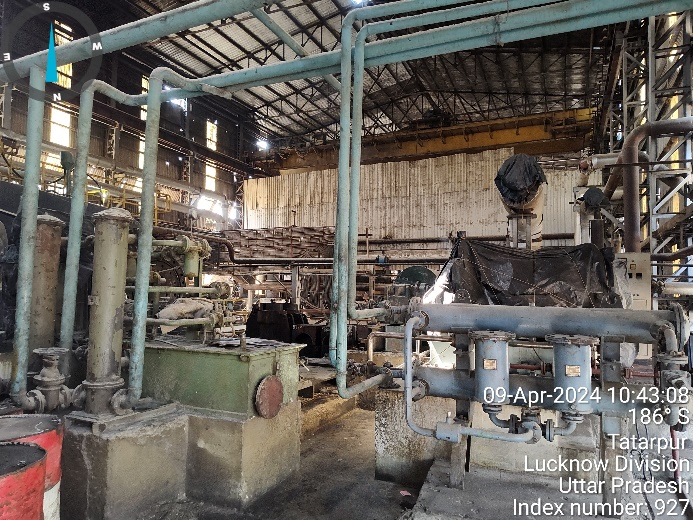 S
W
N
09-Apr-2024 10:43:08
186° S
Tatarpur
Lucknow Division
Uttar Pradesh
Index number: 927